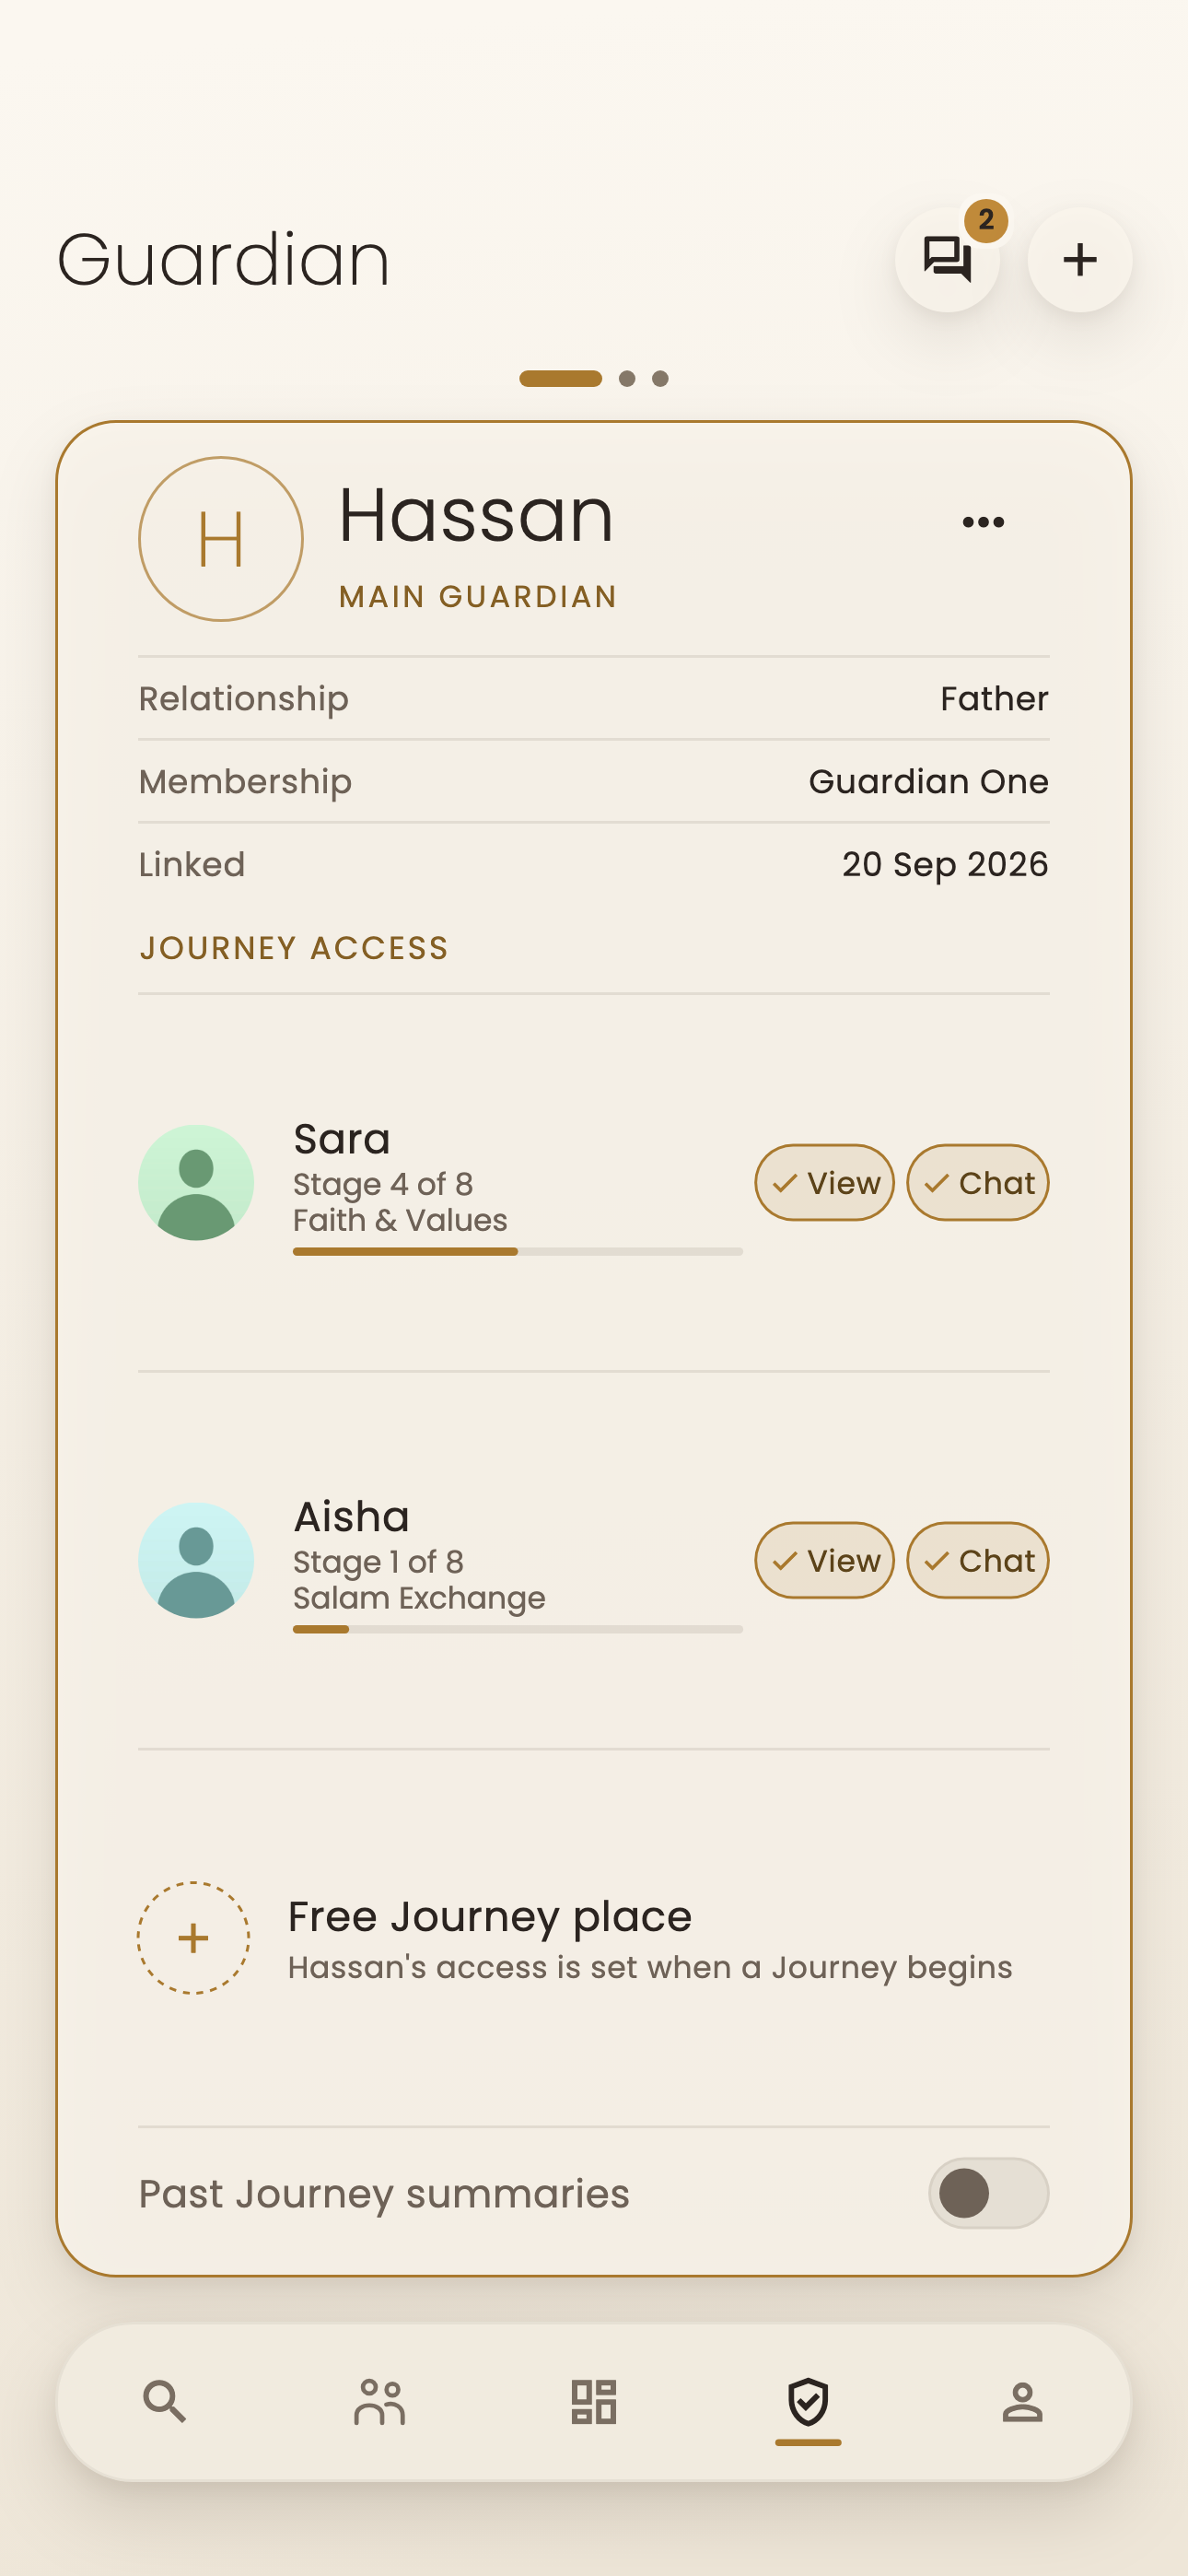 Guardian
2
H
Hassan
MAIN GUARDIAN
Relationship
Father
Membership
Guardian One
Linked
20 Sep 2026
JOURNEY ACCESS
Sara
Stage 4 of 8
Faith & Values
View
Chat
Aisha
Stage 1 of 8
Salam Exchange
View
Chat
Free Journey place
Hassan's access is set when a Journey begins
Past Journey summaries